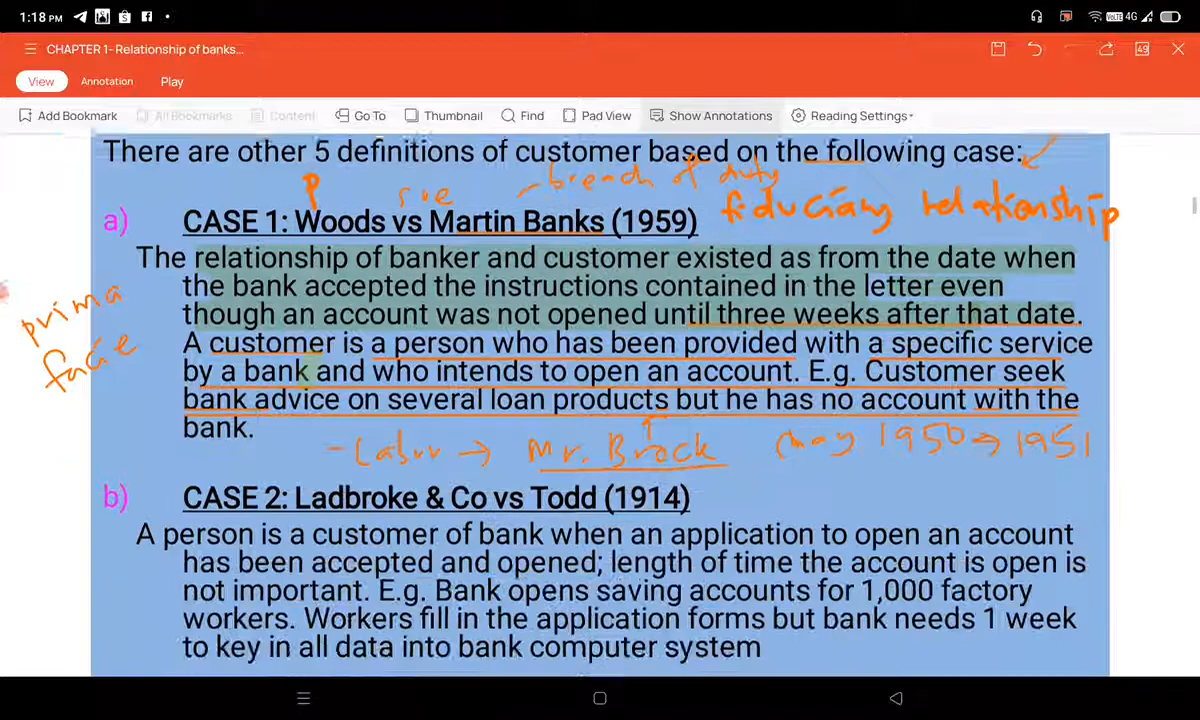 1:18 PM
VoLTE 4G
CHAPTER 1- Relationship of banks...
49
View Annotation Play
Add Bookmark All Bookmarks Content Go To Thumbnail Find Pad View Show Annotations Reading Settings
There are other 5 definitions of customer based on the following case:
P sue - breach of duty
a) CASE 1: Woods vs Martin Banks (1959) fiduciary relationship
The relationship of banker and customer existed as from the date when
the bank accepted the instructions contained in the letter even
though an account was not opened until three weeks after that date.
prima
facie
A customer is a person who has been provided with a specific service
by a bank and who intends to open an account. E.g. Customer seek
bank advice on several loan products but he has no account with the
bank.
Mr. Brock (may 1950 → 1951
b) CASE 2: Ladbroke & Co vs Todd (1914)
A person is a customer of bank when an application to open an account
has been accepted and opened; length of time the account is open is
not important. E.g. Bank opens saving accounts for 1,000 factory
workers. Workers fill in the application forms but bank needs 1 week
to key in all data into bank computer system